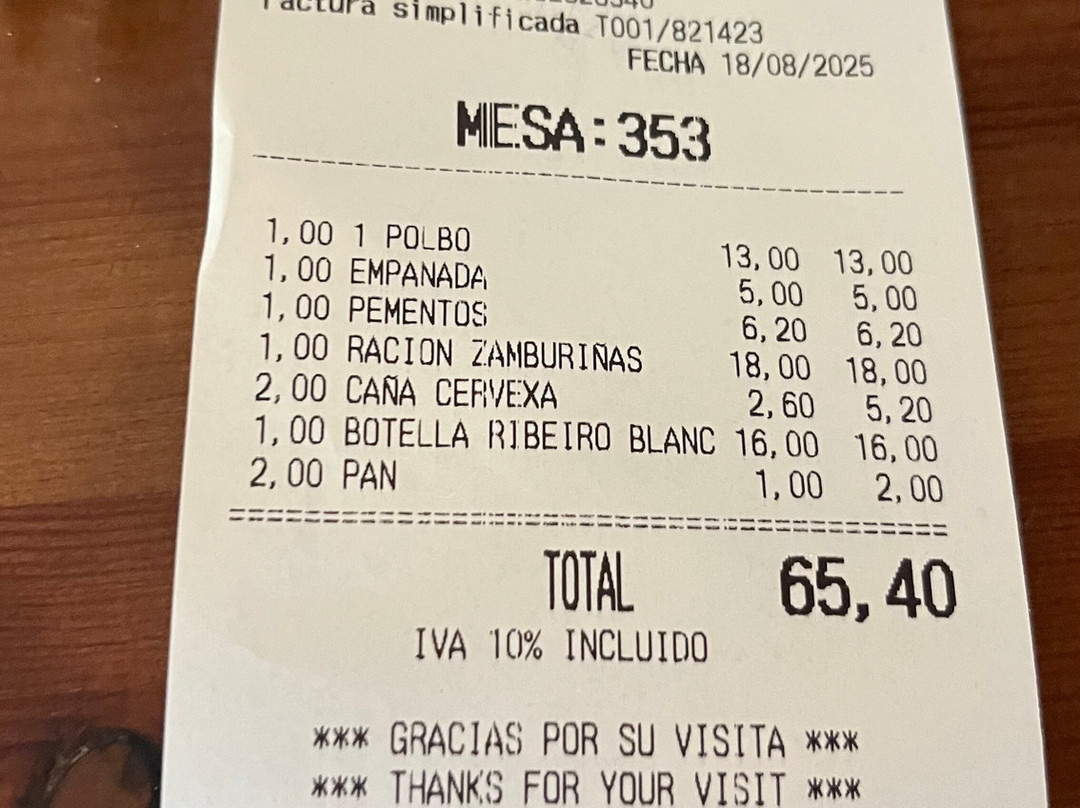 Factura simplificada T001/821423
FECHA 18/08/2025
MESA:353
1,00 1 POLBO 13,00 13,00
1,00 EMPANADA 5,00 5,00
1,00 PEMENTOS 6,20 6,20
1,00 RACION ZAMBURIÑAS 18,00 18,00
2,00 CAÑA CERVEXA 2,60 5,20
1,00 BOTELLA RIBEIRO BLANC 16,00 16,00
2,00 PAN 1,00 2,00
TOTAL 65,40
IVA 10% INCLUIDO
*** GRACIAS POR SU VISITA ***
*** THANKS FOR YOUR VISIT ***